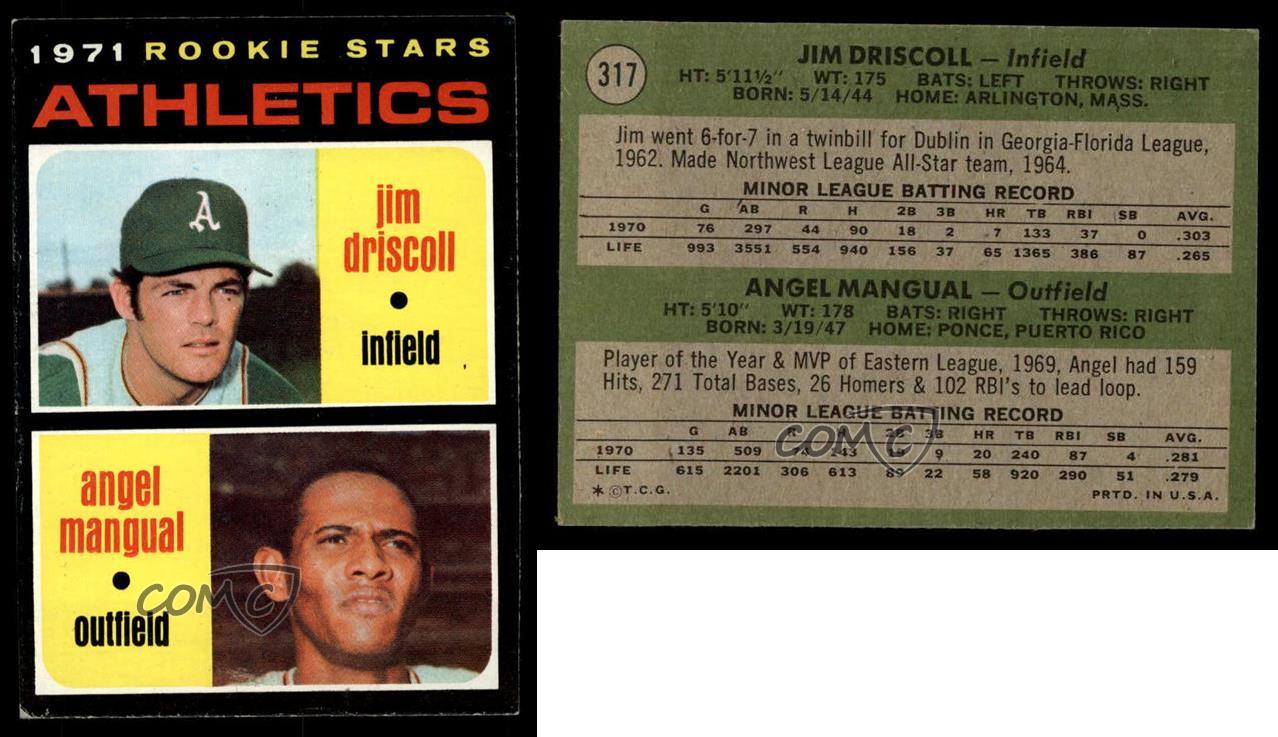 1971 ROOKIE STARS
ATHLETICS
A
jim
driscoll
infield
angel
mangual
outfield
COMC
317
JIM DRISCOLL — Infield
HT: 5'11½" WT: 175 BATS: LEFT THROWS: RIGHT
BORN: 5/14/44 HOME: ARLINGTON, MASS.
Jim went 6-for-7 in a twinbill for Dublin in Georgia-Florida League,
1962. Made Northwest League All-Star team, 1964.
MINOR LEAGUE BATTING RECORD
G AB R H 2B 3B HR TB RBI SB AVG.
1970 76 297 44 90 18 2 7 133 37 0 .303
LIFE 993 3551 554 940 156 37 65 1365 386 87 .265
ANGEL MANGUAL — Outfield
HT: 5'10" WT: 178 BATS: RIGHT THROWS: RIGHT
BORN: 3/19/47 HOME: PONCE, PUERTO RICO
Player of the Year & MVP of Eastern League, 1969, Angel had 159
Hits, 271 Total Bases, 26 Homers & 102 RBI's to lead loop.
MINOR LEAGUE BATTING RECORD
G AB R H 2B 3B HR TB RBI SB AVG.
1970 135 509 74 143 9 20 240 87 4 .281
LIFE 615 2201 306 613 22 58 920 290 51 .279
* ©T.C.G. PRTD. IN U.S.A.
COMC